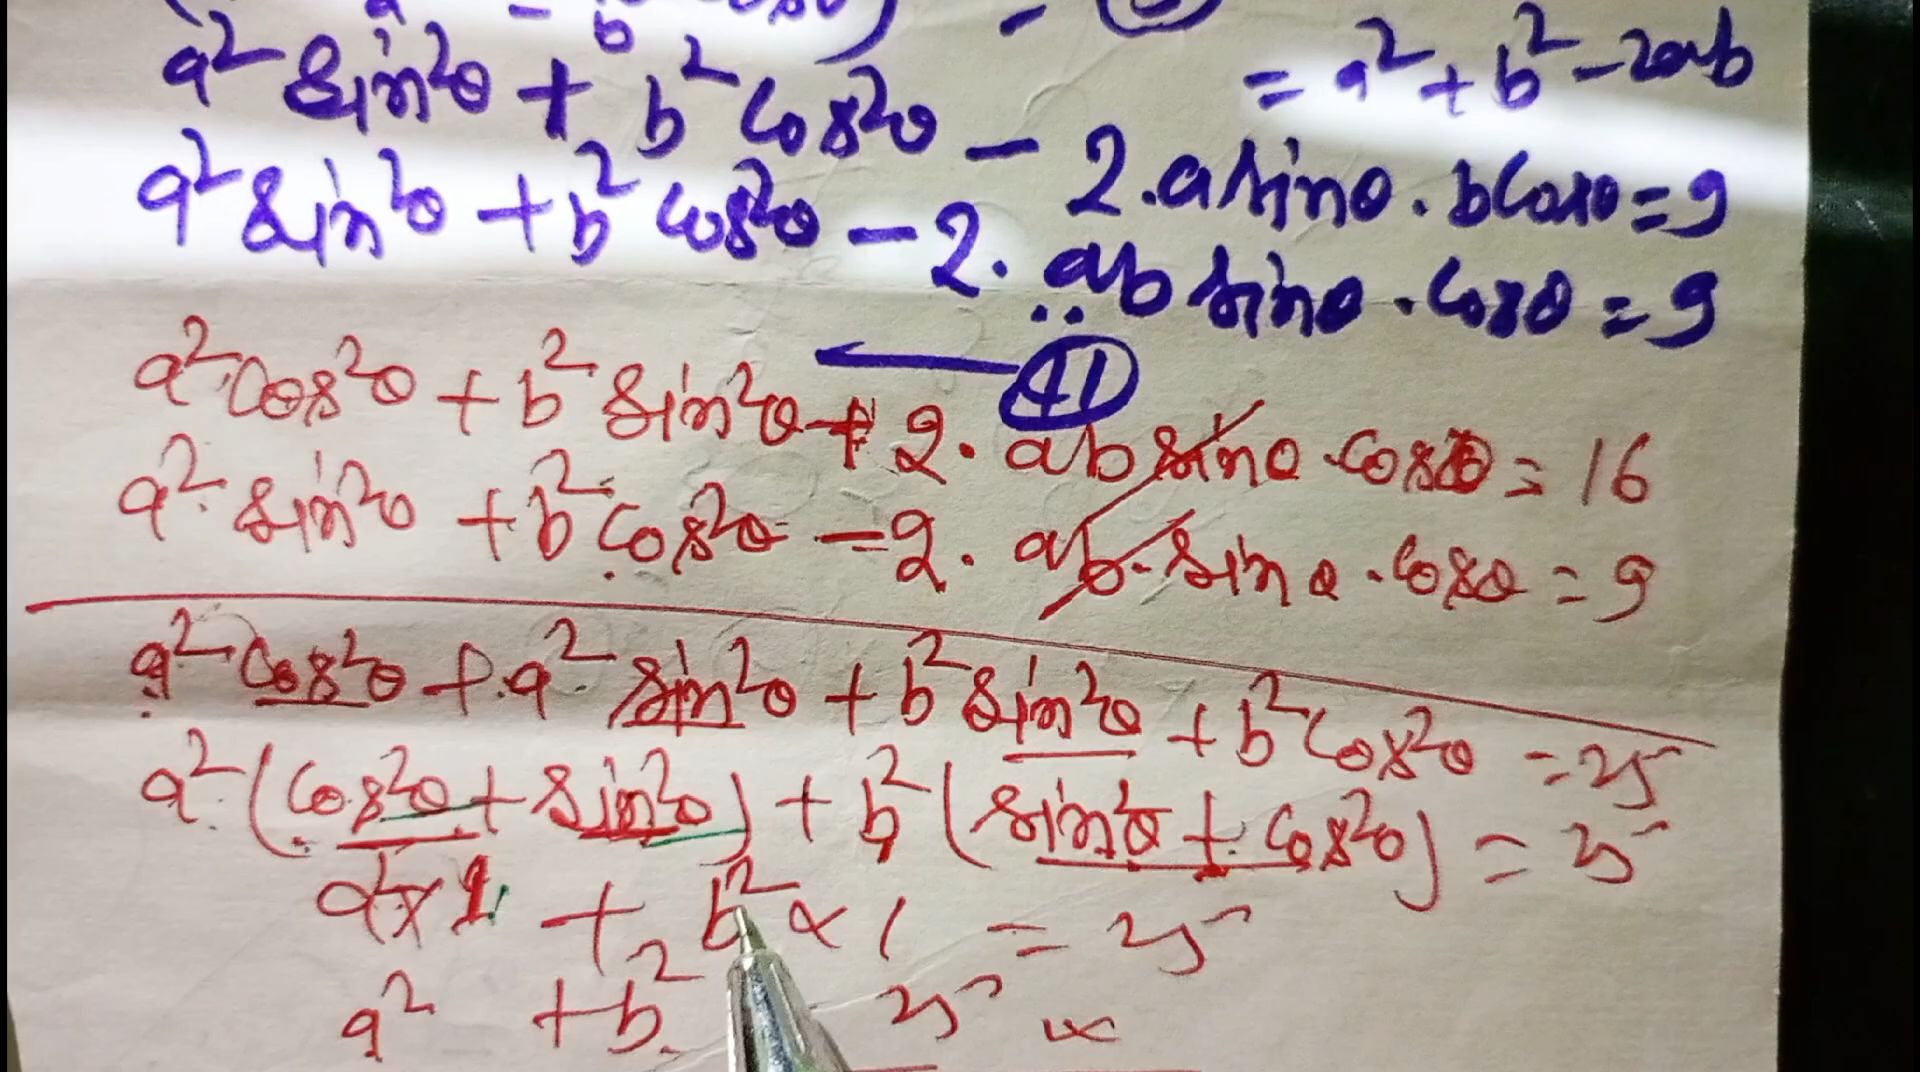 = a² + b² - 2ab
a² sin²θ + b² cos²θ - 2.a sinθ . b cosθ = 9
a² sin²θ + b² cos²θ - 2. ab sinθ . cosθ = 9
a² cos²θ + b² sin²θ + 2. ab sinθ . cosθ = 16
a² sin²θ + b² cos²θ - 2. ab . sinθ . cosθ = 9
a² cos²θ + a² sin²θ + b² sin²θ + b² cos²θ = 25
a² (cos²θ + sin²θ) + b² (sin²θ + cos²θ) = 25
a² x 1 + b² x 1 = 25
a² + b² 25